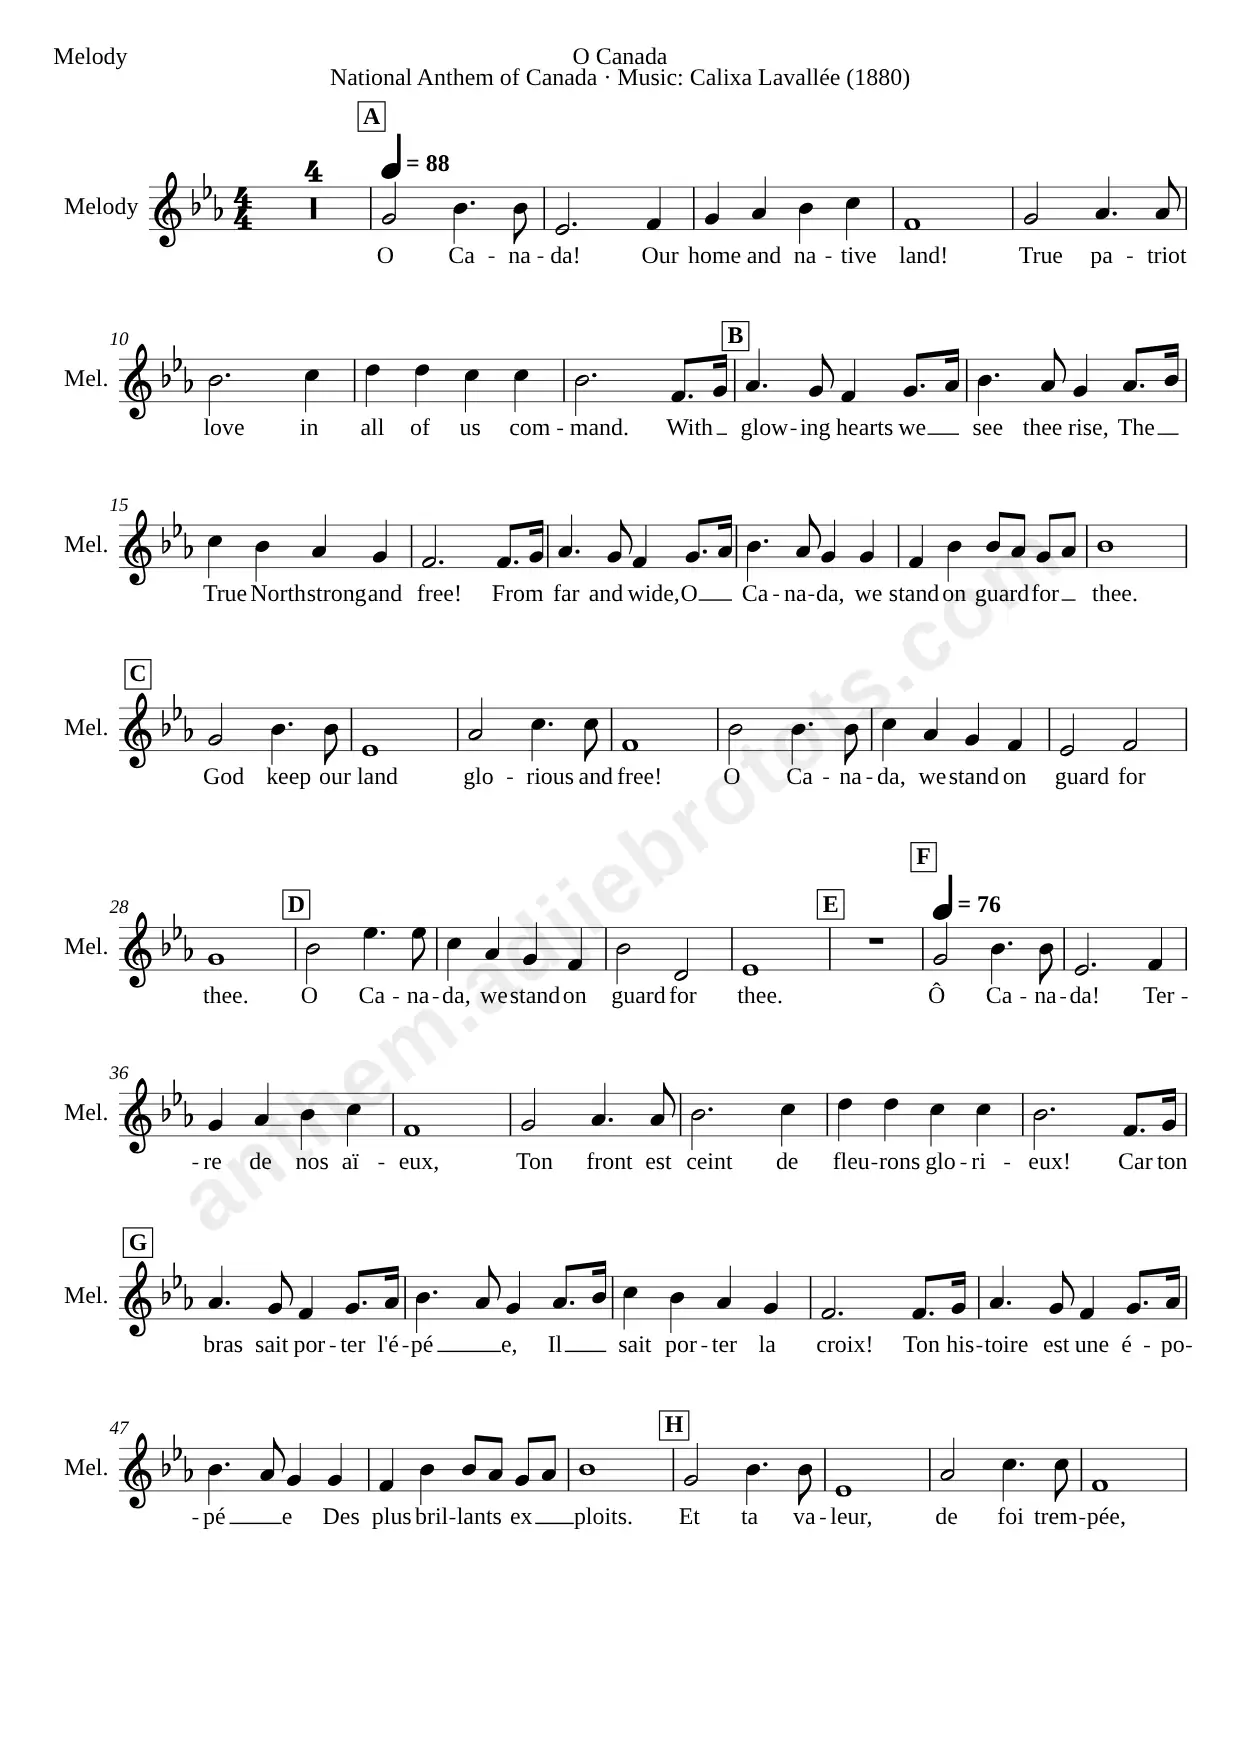 Melody
O Canada
National Anthem of Canada · Music: Calixa Lavallée (1880)
A
4
= 88
Melody
4
4
O Ca - na - da! Our home and na - tive land! True pa - triot
10
B
Mel.
love in all of us com - mand. With _ glow - ing hearts we _ see thee rise, The _
15
Mel.
True North strong and free! From far and wide, O _ Ca - na - da, we stand on guard for _ thee.
C
Mel.
God keep our land glo - rious and free! O Ca - na - da, we stand on guard for
F
28
D
E
= 76
Mel.
thee. O Ca - na - da, we stand on guard for thee. Ô Ca - na - da! Ter -
36
Mel.
- re de nos aï - eux, Ton front est ceint de fleu - rons glo - ri - eux! Car ton
G
Mel.
bras sait por - ter l'é - pé _ e, Il _ sait por - ter la croix! Ton his - toire est une é - po -
47
H
Mel.
- pé _ e Des plus bril - lants ex _ ploits. Et ta va - leur, de foi trem - pée,
anthem.adjiebrotots.com